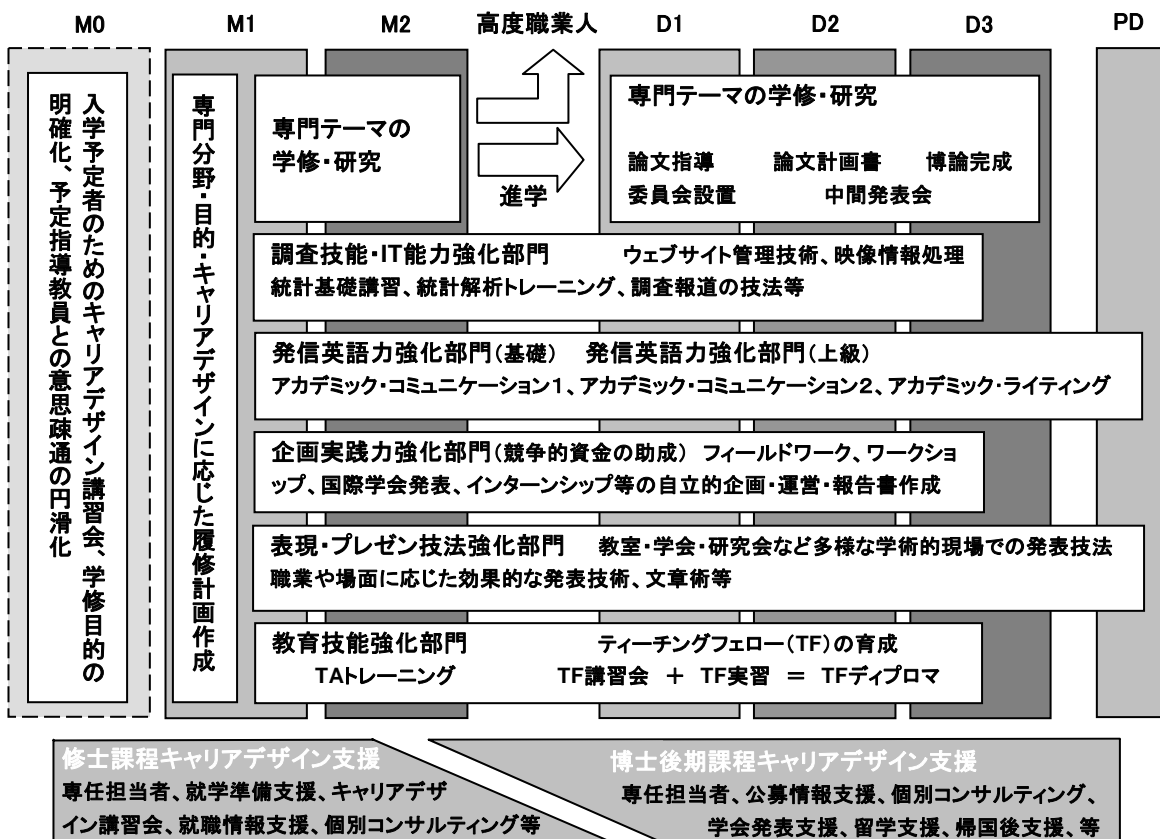 M0 M1 M2 高度職業人 D1 D2 D3 PD
入学予定者のためのキャリアデザイン講習会、学修目的の
明確化、予定指導教員との意思疎通の円滑化
専門分野・目的・キャリアデザインに応じた履修計画作成
専門テーマの
学修・研究
進学
専門テーマの学修・研究
論文指導 論文計画書 博論完成
委員会設置 中間発表会
調査技能・IT能力強化部門 ウェブサイト管理技術、映像情報処理
統計基礎講習、統計解析トレーニング、調査報道の技法等
発信英語力強化部門(基礎) 発信英語力強化部門(上級)
アカデミック・コミュニケーション1、アカデミック・コミュニケーション2、アカデミック・ライティング
企画実践力強化部門(競争的資金の助成) フィールドワーク、ワークショ
ップ、国際学会発表、インターンシップ等の自立的企画・運営・報告書作成
表現・プレゼン技法強化部門 教室・学会・研究会など多様な学術的現場での発表技法
職業や場面に応じた効果的な発表技術、文章術等
教育技能強化部門 ティーチングフェロー(TF)の育成
TAトレーニング TF講習会 + TF実習 = TFディプロマ
修士課程キャリアデザイン支援
専任担当者、就学準備支援、キャリアデザ
イン講習会、就職情報支援、個別コンサルティング等
博士後期課程キャリアデザイン支援
専任担当者、公募情報支援、個別コンサルティング、
学会発表支援、留学支援、帰国後支援、等